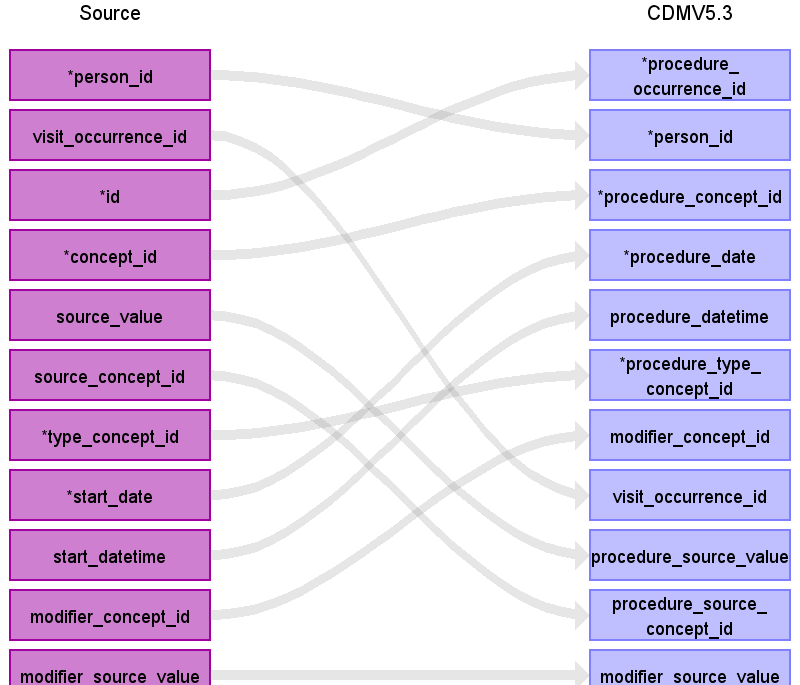 Source
CDMV5.3
*person_id
visit_occurrence_id
*id
*concept_id
source_value
source_concept_id
*type_concept_id
*start_date
start_datetime
modifier_concept_id
modifier_source_value
*procedure_
occurrence_id
*person_id
*procedure_concept_id
*procedure_date
procedure_datetime
*procedure_type_
concept_id
modifier_concept_id
visit_occurrence_id
procedure_source_value
procedure_source_
concept_id
modifier_source_value